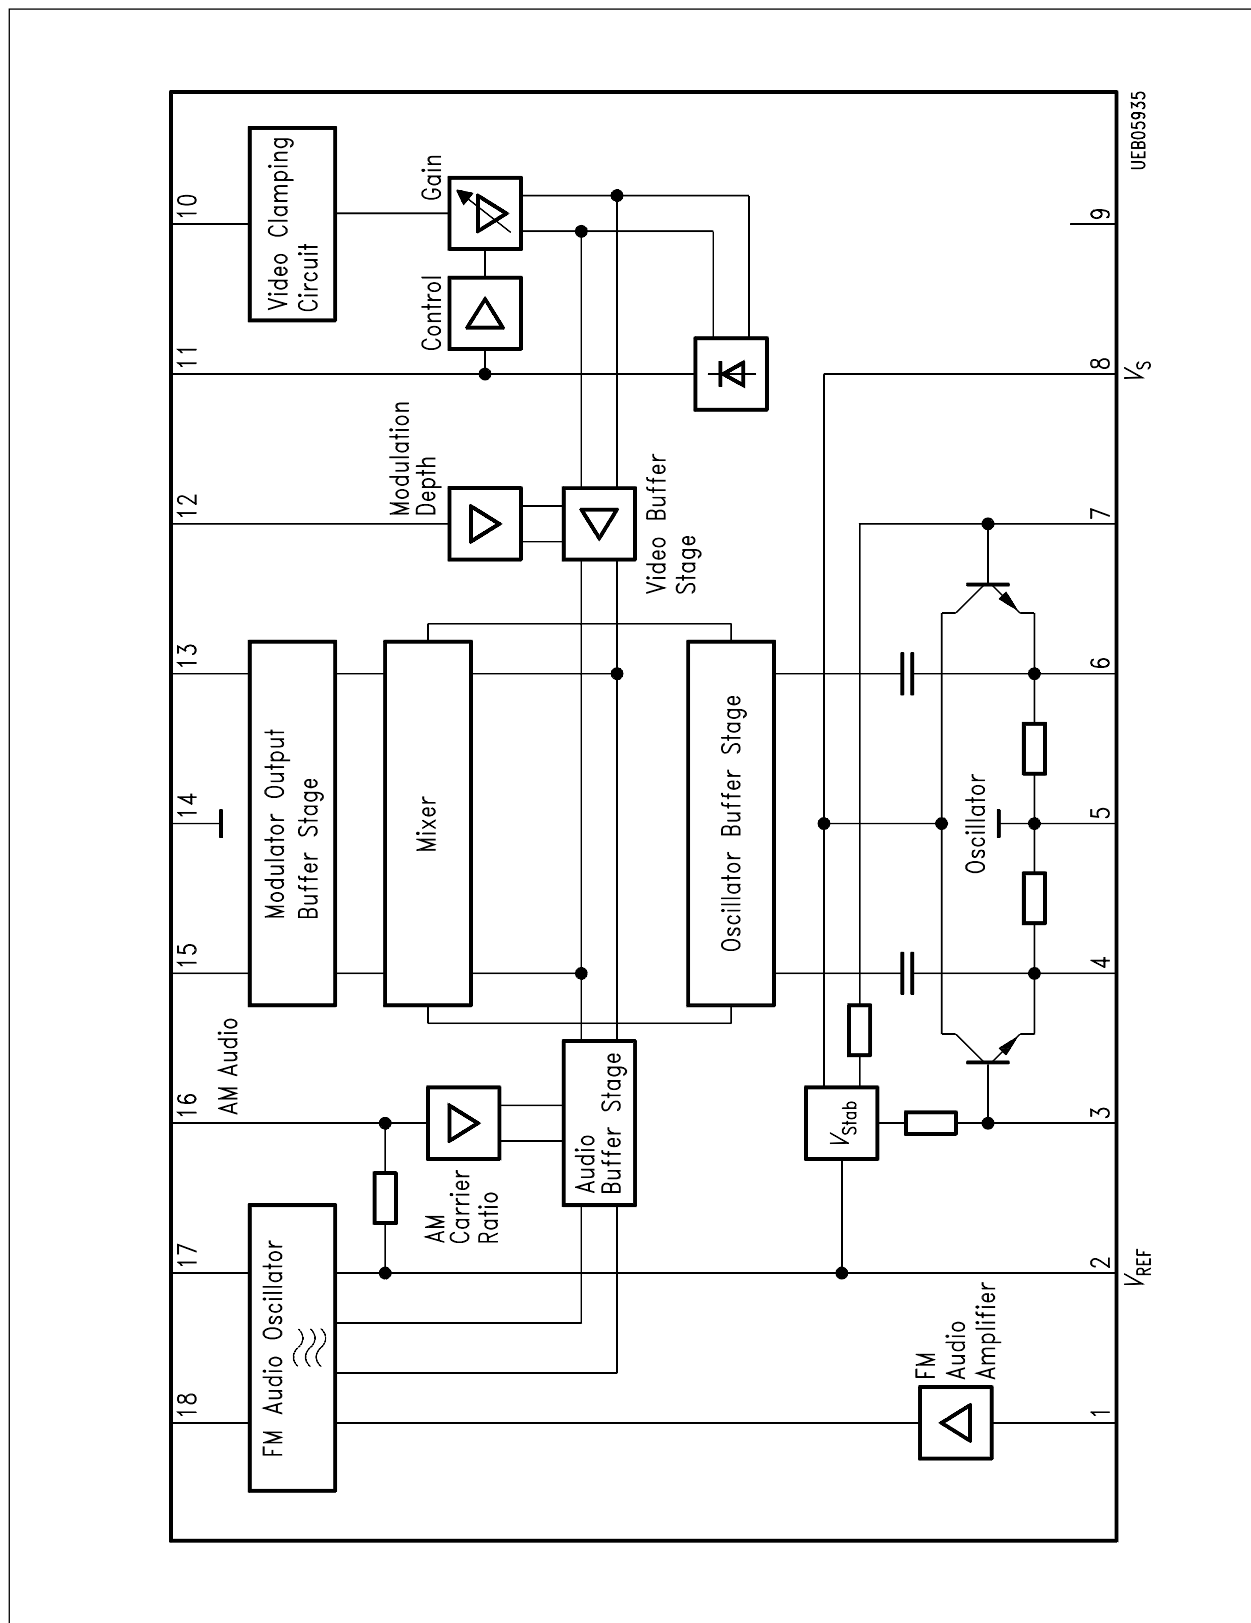 18
17
16
15
14
13
12
11
10
AM Audio
FM Audio Oscillator
Modulator Output
Buffer Stage
Video Clamping
Circuit
Mixer
AM
Carrier
Ratio
Modulation
Depth
Control
Gain
Audio
Buffer Stage
Video Buffer
Stage
Oscillator Buffer Stage
VStab
FM
Audio
Amplifier
Oscillator
1
2
3
4
5
6
7
8
9
VREF
VS
UEB05935